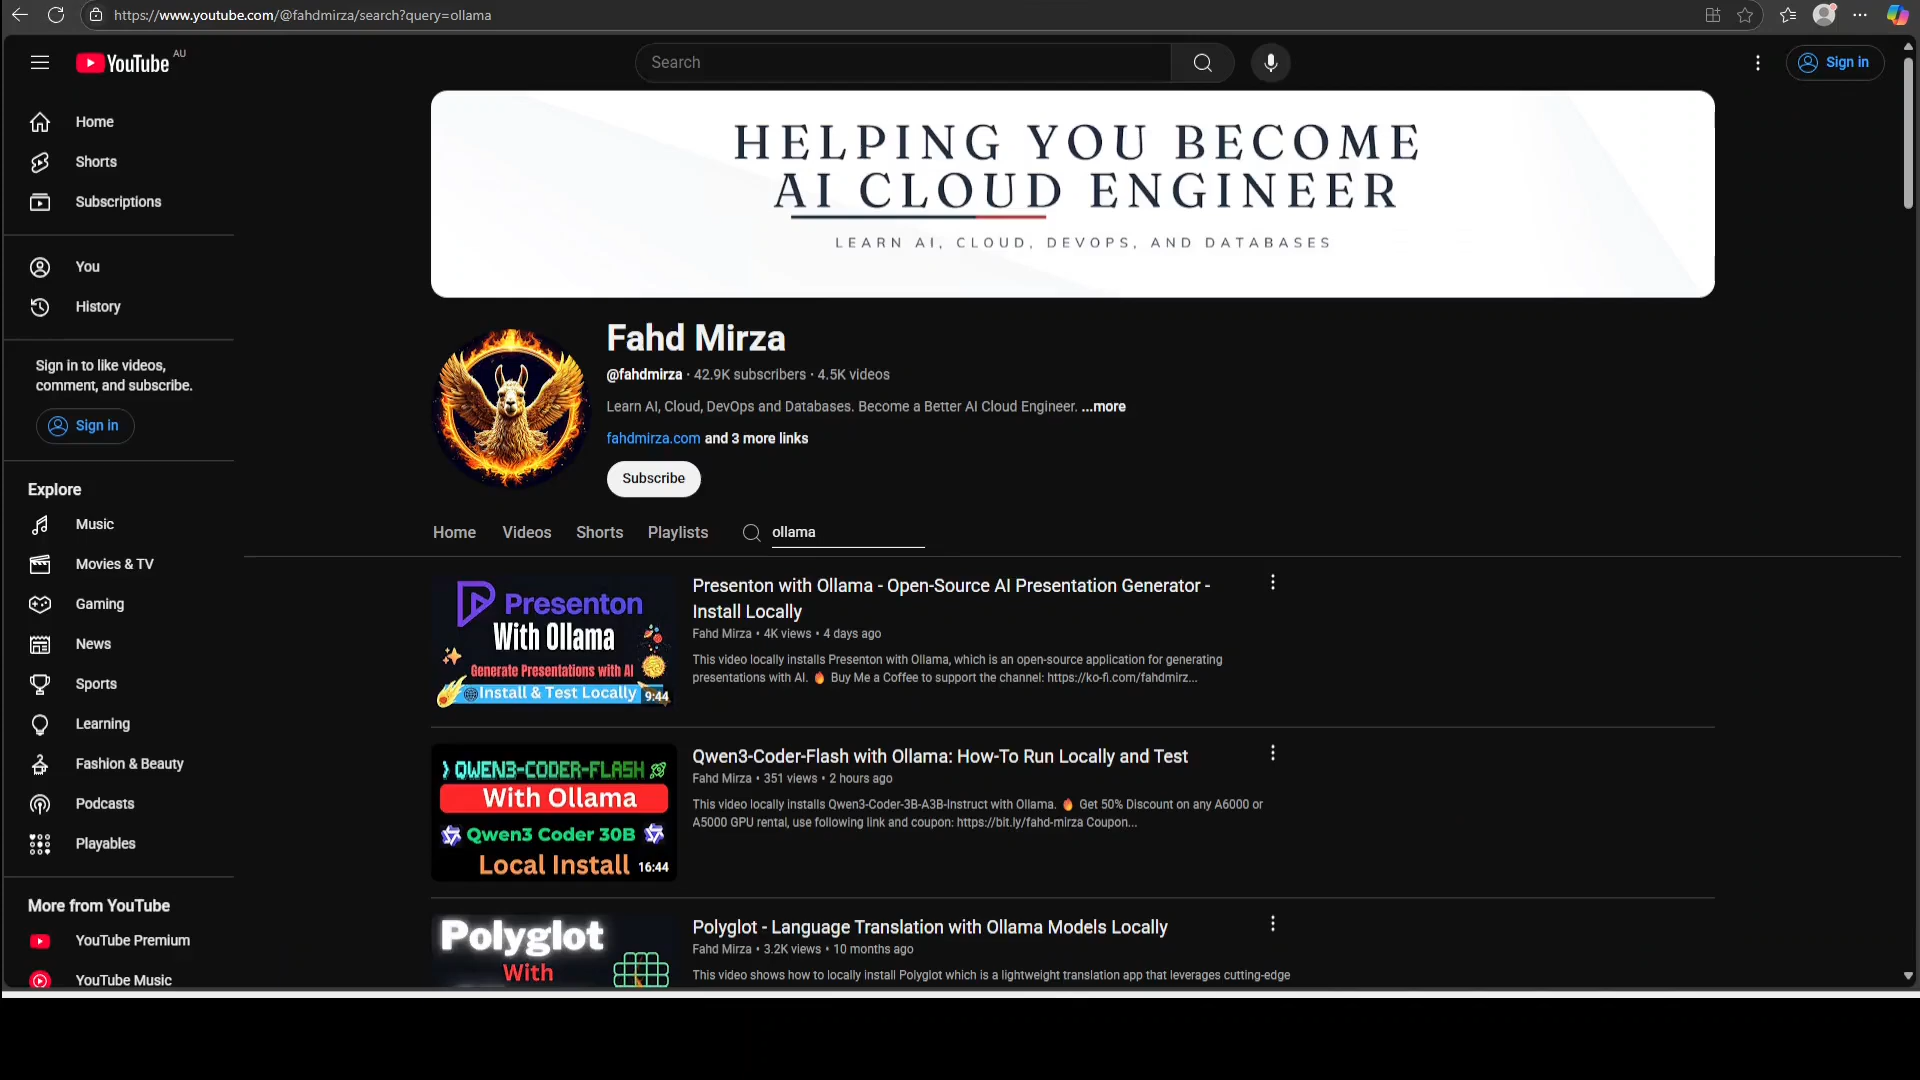 https://www.youtube.com/@fahdmirza/search?query=ollama
YouTube AU
Search
Sign in
Home
Shorts
Subscriptions
You
History
Sign in to like videos,
comment, and subscribe.
Sign in
Explore
Music
Movies & TV
Gaming
News
Sports
Learning
Fashion & Beauty
Podcasts
Playables
More from YouTube
YouTube Premium
YouTube Music
HELPING YOU BECOME
AI CLOUD ENGINEER
LEARN AI, CLOUD, DEVOPS, AND DATABASES
Fahd Mirza
@fahdmirza · 42.9K subscribers · 4.5K videos
Learn AI, Cloud, DevOps and Databases. Become a Better AI Cloud Engineer. ...more
fahdmirza.com and 3 more links
Subscribe
Home Videos Shorts Playlists ollama
Presenton
With Ollama
Generate Presentations with AI
Install & Test Locally 9:44
Presenton with Ollama - Open-Source AI Presentation Generator -
Install Locally
Fahd Mirza • 4K views • 4 days ago
This video locally installs Presenton with Ollama, which is an open-source application for generating
presentations with AI. 🔥 Buy Me a Coffee to support the channel: https://ko-fi.com/fahdmirz...
QWEN3-CODER-FLASH
With Ollama
Qwen3 Coder 30B
Local Install 16:44
Qwen3-Coder-Flash with Ollama: How-To Run Locally and Test
Fahd Mirza • 351 views • 2 hours ago
This video locally installs Qwen3-Coder-3B-A3B-Instruct with Ollama. 🔥 Get 50% Discount on any A6000 or
A5000 GPU rental, use following link and coupon: https://bit.ly/fahd-mirza Coupon...
Polyglot
With
Polyglot - Language Translation with Ollama Models Locally
Fahd Mirza • 3.2K views • 10 months ago
This video shows how to locally install Polyglot which is a lightweight translation app that leverages cutting-edge